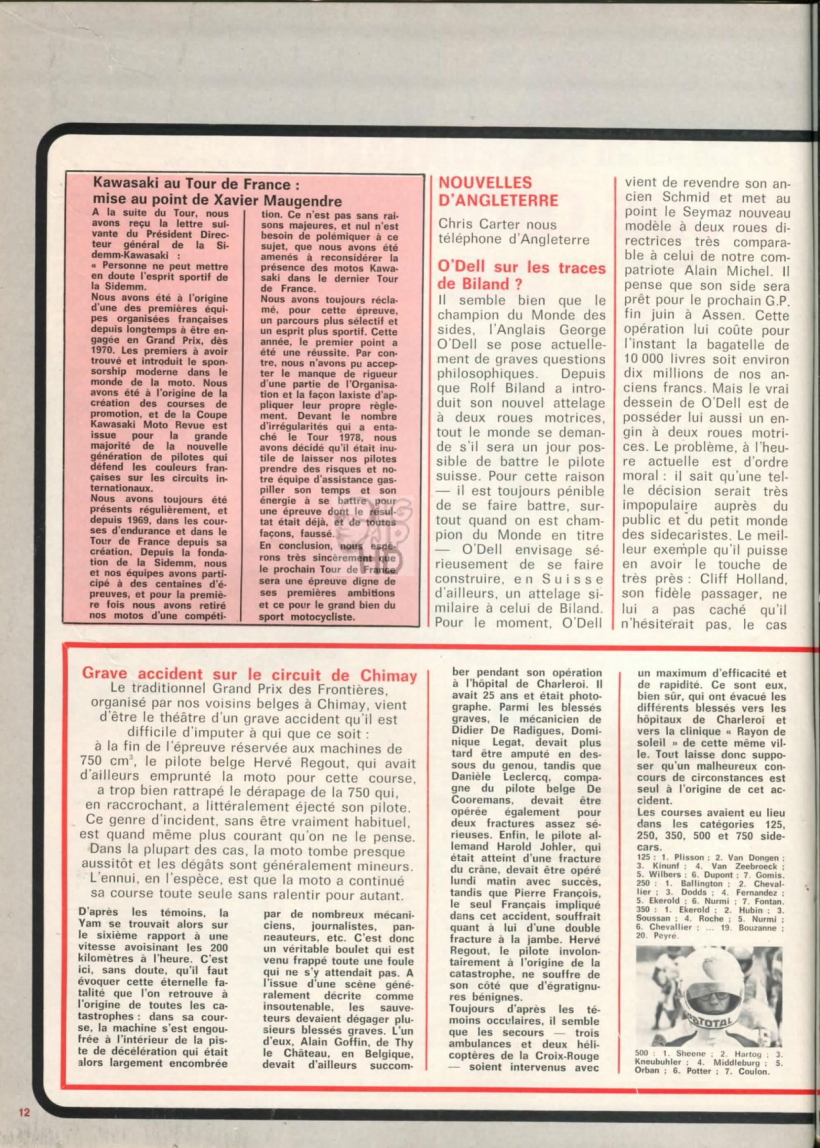 Kawasaki au Tour de France :
mise au point de Xavier Maugendre
A la suite du Tour, nous
avons reçu la lettre sui-
vante du Président Direc-
teur général de la Si-
demm-Kawasaki :
« Personne ne peut mettre
en doute l'esprit sportif de
la Sidemm.
Nous avons été à l'origine
d'une des premières équi-
pes organisées françaises
depuis longtemps à être en-
gagée en Grand Prix, dès
1970. Les premiers à avoir
trouvé et introduit le spon-
sorship moderne dans le
monde de la moto. Nous
avons été à l'origine de la
création des courses de
promotion, et de la Coupe
Kawasaki Moto Revue est
issue pour la grande
majorité de la nouvelle
génération de pilotes qui
défend les couleurs fran-
çaises sur les circuits in-
ternationaux.
Nous avons toujours été
présents régulièrement, et
depuis 1969, dans les cour-
ses d'endurance et dans le
Tour de France depuis sa
création. Depuis la fonda-
tion de la Sidemm, nous
et nos équipes avons parti-
cipé à des centaines d'é-
preuves, et pour la premiè-
re fois nous avons retiré
nos motos d'une compéti-
tion. Ce n'est pas sans rai-
sons majeures, et nul n'est
besoin de polémiquer à ce
sujet, que nous avons été
amenés à reconsidérer la
présence des motos Kawa-
saki dans le dernier Tour
de France.
Nous avons toujours récla-
mé, pour cette épreuve,
un parcours plus sélectif et
un esprit plus sportif. Cette
année, le premier point a
été une réussite. Par con-
tre, nous n'avons pu accep-
ter le manque de rigueur
d'une partie de l'Organisa-
tion et la façon laxiste d'ap-
pliquer leur propre règle-
ment. Devant le nombre
d'irrégularités qui a enta-
ché le Tour 1978, nous
avons décidé qu'il était inu-
tile de laisser nos pilotes
prendre des risques et no-
tre équipe d'assistance gas-
piller son temps et son
énergie à se battre pour
une épreuve dont le résul-
tat était déjà, et de toutes
façons, faussé.
En conclusion, nous espé-
rons très sincèrement que
le prochain Tour de France
sera une épreuve digne de
ses premières ambitions
et ce pour le grand bien du
sport motocycliste.
NOUVELLES
D'ANGLETERRE
Chris Carter nous
téléphone d'Angleterre
O'Dell sur les traces
de Biland ?
Il semble bien que le
champion du Monde des
sides, l'Anglais George
O'Dell se pose actuelle-
ment de graves questions
philosophiques. Depuis
que Rolf Biland a intro-
duit son nouvel attelage
à deux roues motrices,
tout le monde se deman-
de s'il sera un jour pos-
sible de battre le pilote
suisse. Pour cette raison
— il est toujours pénible
de se faire battre, sur-
tout quand on est cham-
pion du Monde en titre
— O'Dell envisage sé-
rieusement de se faire
construire, en Suisse
d'ailleurs, un attelage si-
milaire à celui de Biland.
Pour le moment, O'Dell
vient de revendre son an-
cien Schmid et met au
point le Seymaz nouveau
modèle à deux roues di-
rectrices très compara-
ble à celui de notre com-
patriote Alain Michel. Il
pense que son side sera
prêt pour le prochain G.P.
fin juin à Assen. Cette
opération lui coûte pour
l'instant la bagatelle de
10 000 livres soit environ
dix millions de nos an-
ciens francs. Mais le vrai
dessein de O'Dell est de
posséder lui aussi un en-
gin à deux roues motri-
ces. Le problème, à l'heu-
re actuelle est d'ordre
moral : il sait qu'une tel-
le décision serait très
impopulaire auprès du
public et du petit monde
des sidecaristes. Le meil-
leur exemple qu'il puisse
en avoir le touche de
très près : Cliff Holland,
son fidèle passager, ne
lui a pas caché qu'il
n'hésiterait pas, le cas
Grave accident sur le circuit de Chimay
Le traditionnel Grand Prix des Frontières,
organisé par nos voisins belges à Chimay, vient
d'être le théâtre d'un grave accident qu'il est
difficile d'imputer à qui que ce soit :
à la fin de l'épreuve réservée aux machines de
750 cm³, le pilote belge Hervé Regout, qui avait
d'ailleurs emprunté la moto pour cette course,
a trop bien rattrapé le dérapage de la 750 qui,
en raccrochant, a littéralement éjecté son pilote.
Ce genre d'incident, sans être vraiment habituel,
est quand même plus courant qu'on ne le pense.
Dans la plupart des cas, la moto tombe presque
aussitôt et les dégâts sont généralement mineurs.
L'ennui, en l'espèce, est que la moto a continué
sa course toute seule sans ralentir pour autant.
D'après les témoins, la
Yam se trouvait alors sur
le sixième rapport à une
vitesse avoisinant les 200
kilomètres à l'heure. C'est
ici, sans doute, qu'il faut
évoquer cette éternelle fa-
talité que l'on retrouve à
l'origine de toutes les ca-
tastrophes : dans sa cour-
se, la machine s'est engou-
frée à l'intérieur de la pis-
te de décélération qui était
alors largement encombrée
par de nombreux mécani-
ciens, journalistes, pan-
neauteurs, etc. C'est donc
un véritable boulet qui est
venu frappé toute une foule
qui ne s'y attendait pas. A
l'issue d'une scène géné-
ralement décrite comme
insoutenable, les sauve-
teurs devaient dégager plu-
sieurs blessés graves. L'un
d'eux, Alain Goffin, de Thy
le Château, en Belgique,
devait d'ailleurs succom-
ber pendant son opération
à l'hôpital de Charleroi. Il
avait 25 ans et était photo-
graphe. Parmi les blessés
graves, le mécanicien de
Didier De Radigues, Domi-
nique Legat, devait plus
tard être amputé en des-
sous du genou, tandis que
Danièle Leclercq, compa-
gne du pilote belge De
Cooremans, devait être
opérée également pour
deux fractures assez sé-
rieuses. Enfin, le pilote al-
lemand Harold Johler, qui
était atteint d'une fracture
du crâne, devait être opéré
lundi matin avec succès,
tandis que Pierre François,
le seul Français impliqué
dans cet accident, souffrait
quant à lui d'une double
fracture à la jambe. Hervé
Regout, le pilote involon-
tairement à l'origine de la
catastrophe, ne souffre de
son côté que d'égratignu-
res bénignes.
Toujours d'après les té-
moins occulaires, il semble
que les secours — trois
ambulances et deux héli-
coptères de la Croix-Rouge
— soient intervenus avec
un maximum d'efficacité et
de rapidité. Ce sont eux,
bien sûr, qui ont évacué les
différents blessés vers les
hôpitaux de Charleroi et
vers la clinique « Rayon de
soleil » de cette même vil-
le. Tout laisse donc suppo-
ser qu'un malheureux con-
cours de circonstances est
seul à l'origine de cet ac-
cident.
Les courses avaient eu lieu
dans les catégories 125,
250, 350, 500 et 750 side-
cars.
125 : 1. Plisson ; 2. Van Dongen ;
3. Kinunf ; 4. Van Zeebroeck ;
5. Wilbers ; 6. Dupont ; 7. Gomis.
250 : 1. Ballington ; 2. Cheval-
lier ; 3. Dodds ; 4. Fernandez ;
5. Ekerold ; 6. Nurmi ; 7. Fontan.
350 : 1. Ekerold ; 2. Hubin ; 3.
Soussan ; 4. Roche ; 5. Nurmi ;
6. Chevallier ; ... 19. Bouzanne ;
20. Peyré.
TOTAL
500 : 1. Sheene ; 2. Hartog ; 3.
Kneubuhler ; 4. Middleburg ; 5.
Orban ; 6. Potter ; 7. Coulon.
12